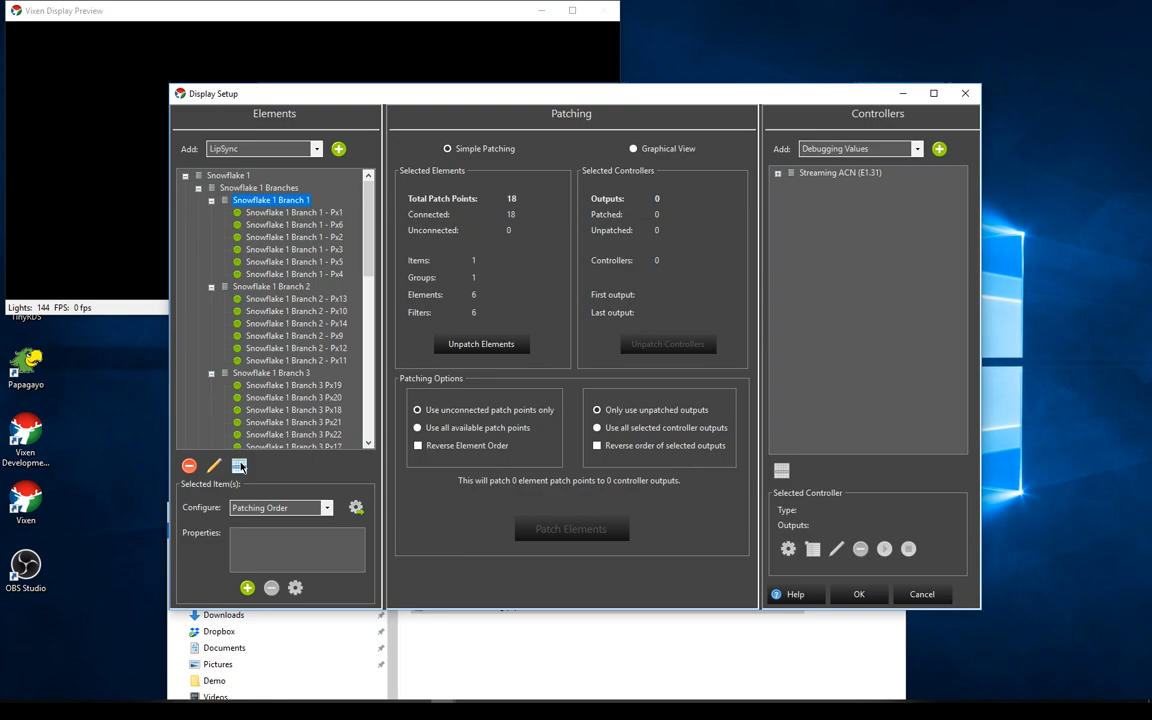 Vixen Display Preview
Display Setup
Elements
Patching
Controllers
Add: LipSync
Simple Patching
Graphical View
Add: Debugging Values
Snowflake 1
Snowflake 1 Branches
Snowflake 1 Branch 1
Snowflake 1 Branch 1 - Px1
Snowflake 1 Branch 1 - Px6
Snowflake 1 Branch 1 - Px2
Snowflake 1 Branch 1 - Px3
Snowflake 1 Branch 1 - Px5
Snowflake 1 Branch 1 - Px4
Snowflake 1 Branch 2
Snowflake 1 Branch 2 - Px13
Snowflake 1 Branch 2 - Px10
Snowflake 1 Branch 2 - Px14
Snowflake 1 Branch 2 - Px9
Snowflake 1 Branch 2 - Px12
Snowflake 1 Branch 2 - Px11
Snowflake 1 Branch 3
Snowflake 1 Branch 3 Px19
Snowflake 1 Branch 3 Px20
Snowflake 1 Branch 3 Px18
Snowflake 1 Branch 3 Px21
Snowflake 1 Branch 3 Px22
Snowflake 1 Branch 3 Px17
Selected Item(s):
Configure: Patching Order
Properties:
Selected Elements
Total Patch Points: 18
Connected: 18
Unconnected: 0
Items: 1
Groups: 1
Elements: 6
Filters: 6
Unpatch Elements
Selected Controllers
Outputs: 0
Patched: 0
Unpatched: 0
Controllers: 0
First output:
Last output:
Unpatch Controllers
Patching Options
Use unconnected patch points only
Use all available patch points
Reverse Element Order
Only use unpatched outputs
Use all selected controller outputs
Reverse order of selected outputs
This will patch 0 element patch points to 0 controller outputs.
Patch Elements
Streaming ACN (E1.31)
Selected Controller
Type:
Outputs:
Help
OK
Cancel
Lights: 144 FPS: 0 fps
TinyRDS
Papagayo
Vixen
Developme...
Vixen
OBS Studio
Downloads
Dropbox
Documents
Pictures
Demo
Videos